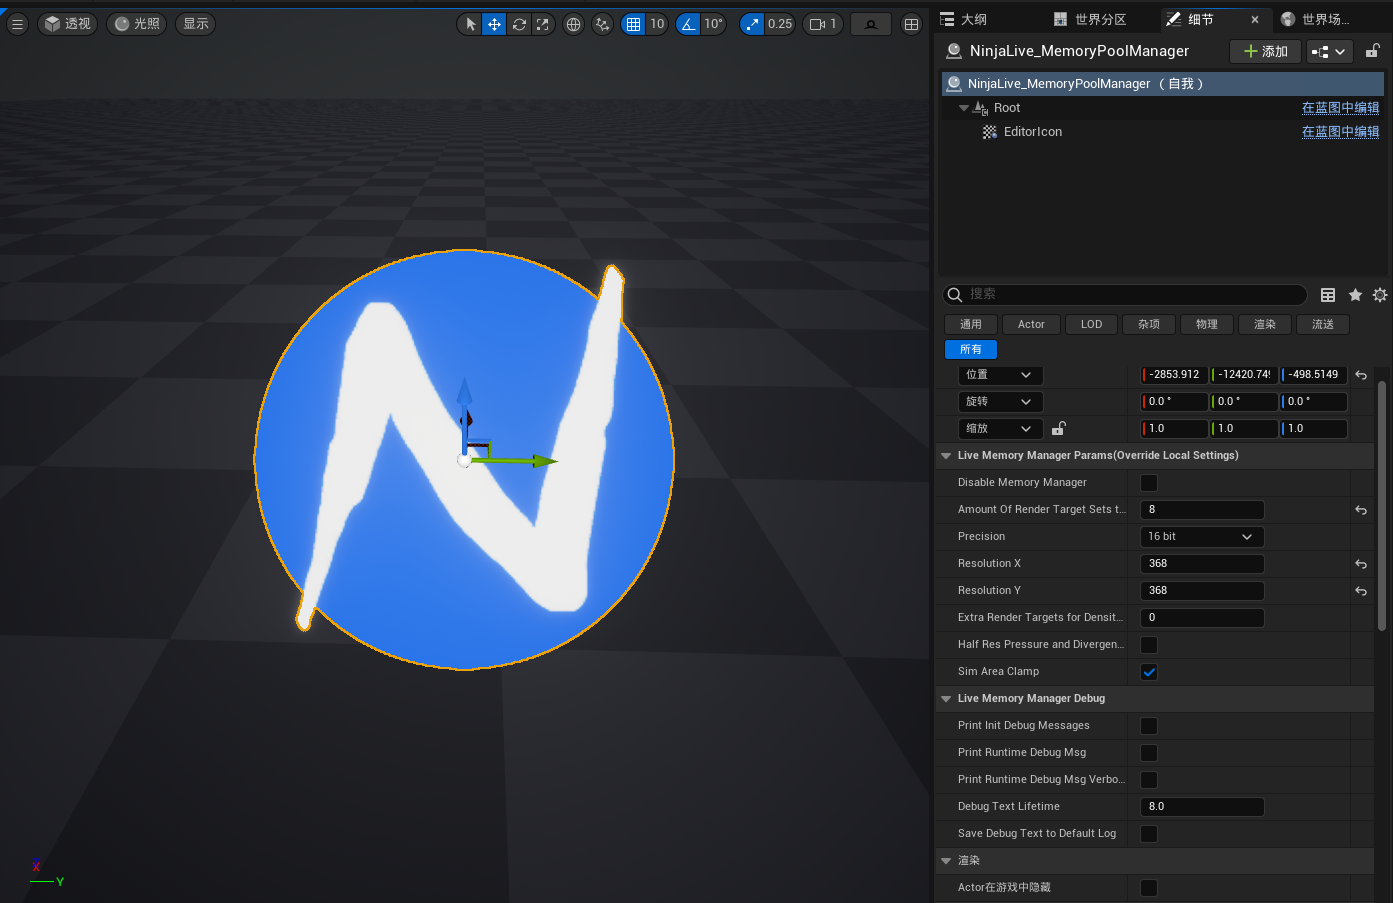 透视
光照
显示
10
10°
0.25
1
大纲
世界分区
细节
世界场...
NinjaLive_MemoryPoolManager
添加
NinjaLive_MemoryPoolManager （自我）
Root
在蓝图中编辑
EditorIcon
在蓝图中编辑
搜索
通用
Actor
LOD
杂项
物理
渲染
流送
所有
位置
-2853.912
-12420.749
-498.5149
旋转
0.0 °
0.0 °
0.0 °
缩放
1.0
1.0
1.0
Live Memory Manager Params(Override Local Settings)
Disable Memory Manager
Amount Of Render Target Sets t...
8
Precision
16 bit
Resolution X
368
Resolution Y
368
Extra Render Targets for Densit...
0
Half Res Pressure and Divergen...
Sim Area Clamp
Live Memory Manager Debug
Print Init Debug Messages
Print Runtime Debug Msg
Print Runtime Debug Msg Verbo...
Debug Text Lifetime
8.0
Save Debug Text to Default Log
渲染
Actor在游戏中隐藏
N
X
Y